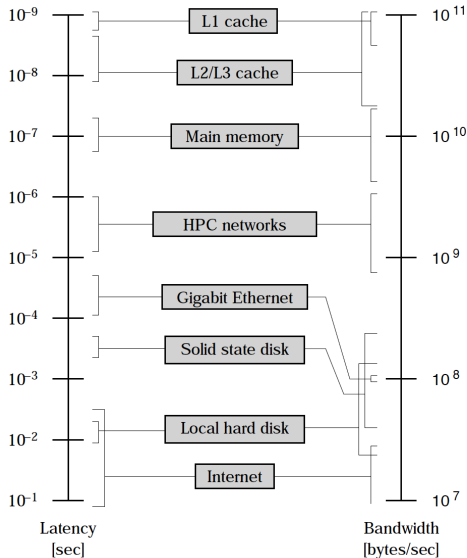 10⁻⁹ L1 cache 10¹¹
10⁻⁸ L2/L3 cache
10⁻⁷ Main memory 10¹⁰
10⁻⁶
HPC networks
10⁻⁵ 10⁹
Gigabit Ethernet
10⁻⁴
Solid state disk
10⁻³ 10⁸
Local hard disk
10⁻²
Internet
10⁻¹ 10⁷
Latency Bandwidth
[sec] [bytes/sec]